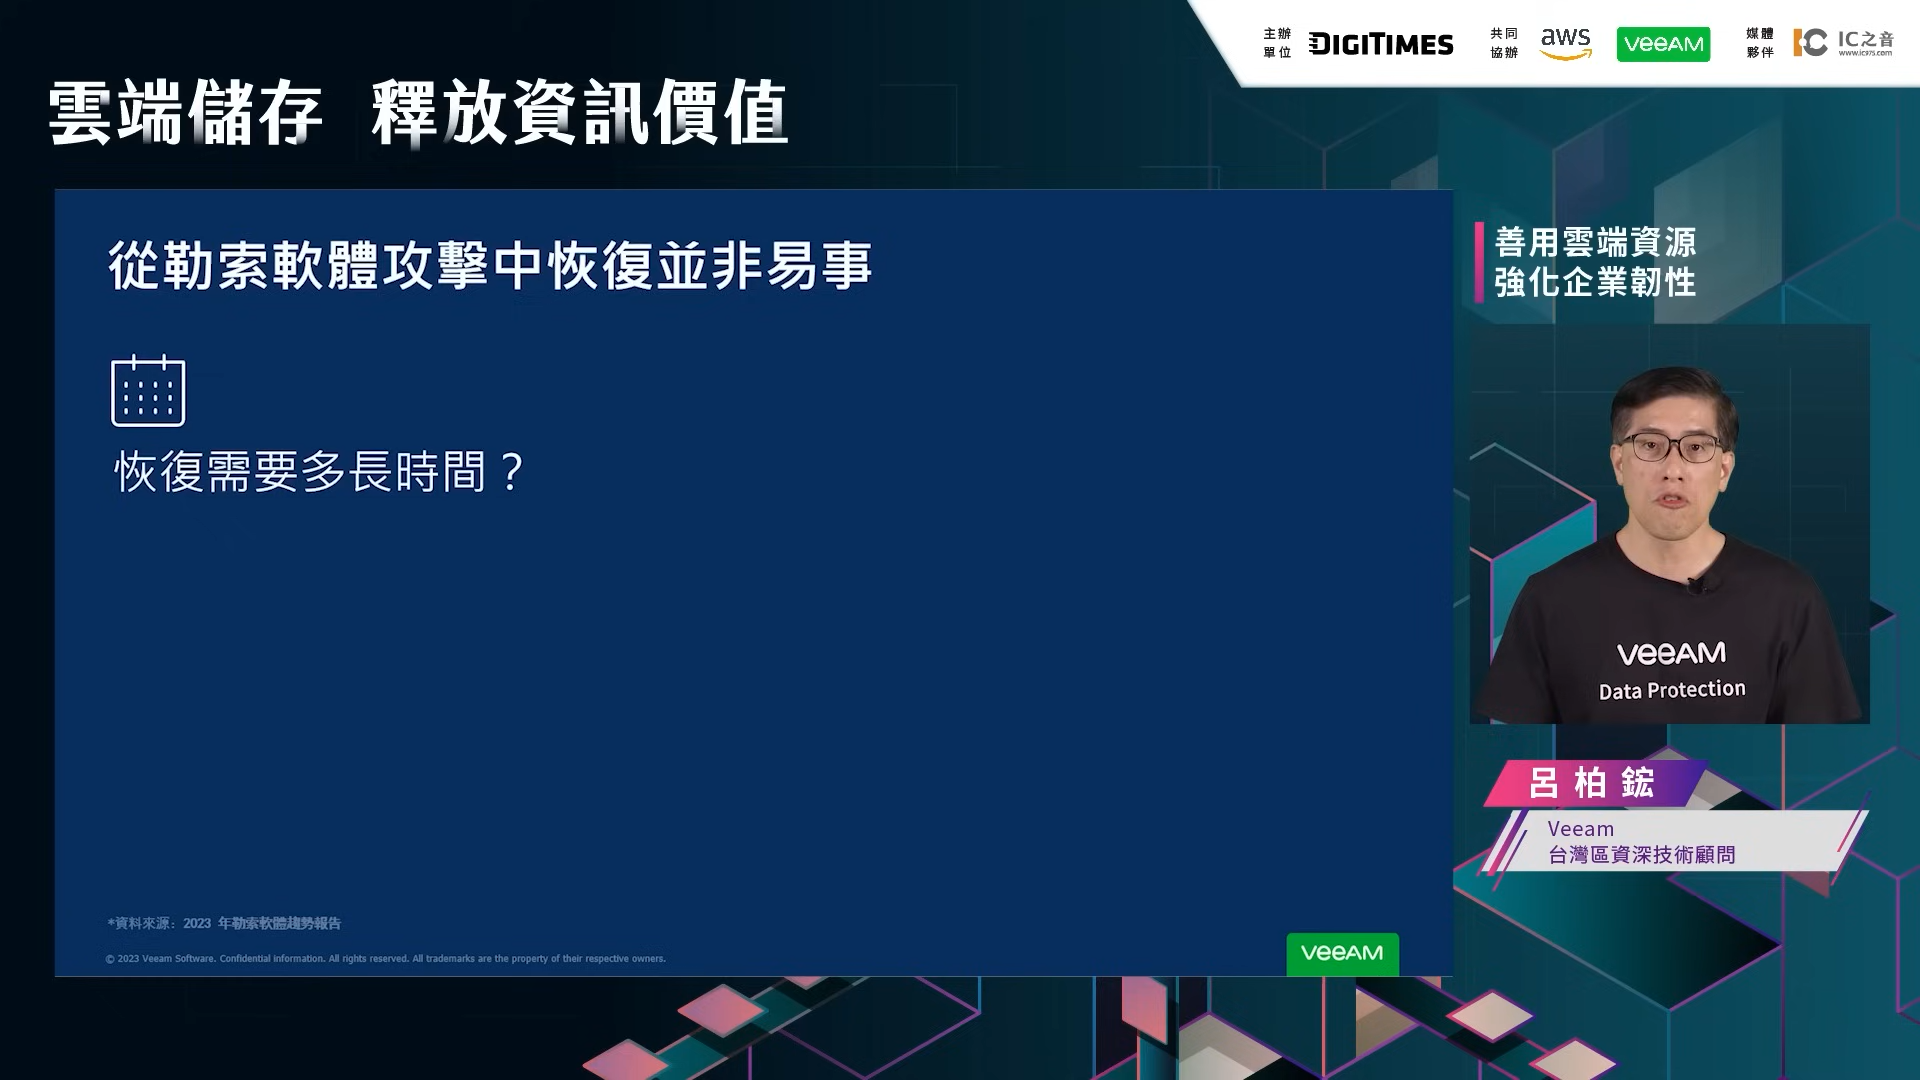 主辦
單位
DIGITIMES
共同
協辦
aws
veeAM
媒體
夥伴
IC IC之音
www.ic975.com
雲端儲存 釋放資訊價值
從勒索軟體攻擊中恢復並非易事
恢復需要多長時間？
*資料來源：2023 年勒索軟體趨勢報告
© 2023 Veeam Software. Confidential information. All rights reserved. All trademarks are the property of their respective owners.
veeAM
善用雲端資源
強化企業韌性
veeAM
Data Protection
呂柏鋐
Veeam
台灣區資深技術顧問